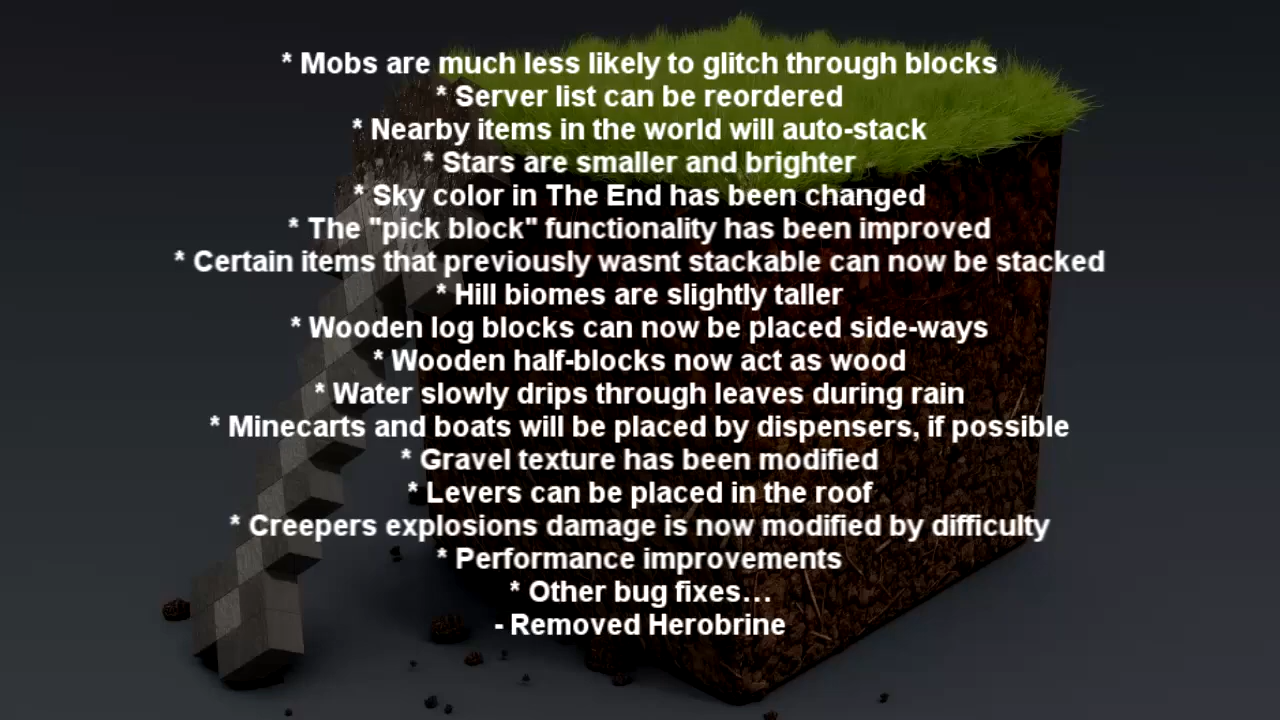 * Mobs are much less likely to glitch through blocks
* Server list can be reordered
* Nearby items in the world will auto-stack
* Stars are smaller and brighter
* Sky color in The End has been changed
* The "pick block" functionality has been improved
* Certain items that previously wasnt stackable can now be stacked
* Hill biomes are slightly taller
* Wooden log blocks can now be placed side-ways
* Wooden half-blocks now act as wood
* Water slowly drips through leaves during rain
* Minecarts and boats will be placed by dispensers, if possible
* Gravel texture has been modified
* Levers can be placed in the roof
* Creepers explosions damage is now modified by difficulty
* Performance improvements
* Other bug fixes…
- Removed Herobrine